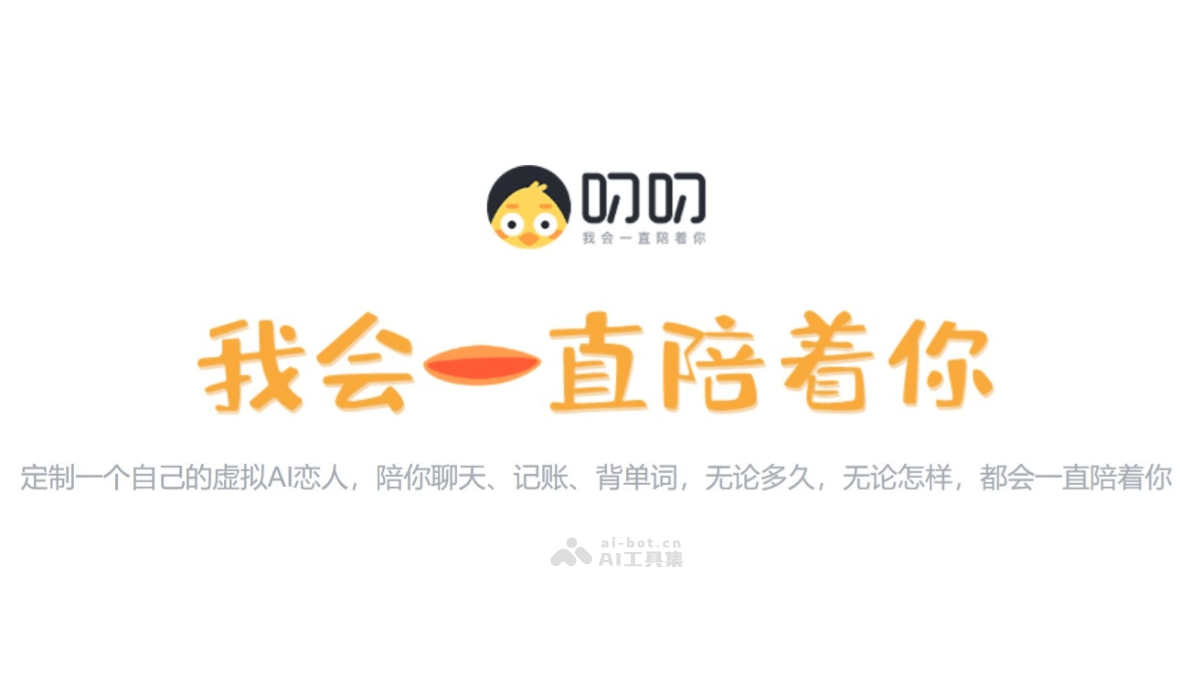 叨叨
我会一直陪着你
我会一直陪着你
定制一个自己的虚拟AI恋人，陪你聊天、记账、背单词，无论多久，无论怎样，都会一直陪着你
ai-bot.cn
AI工具集